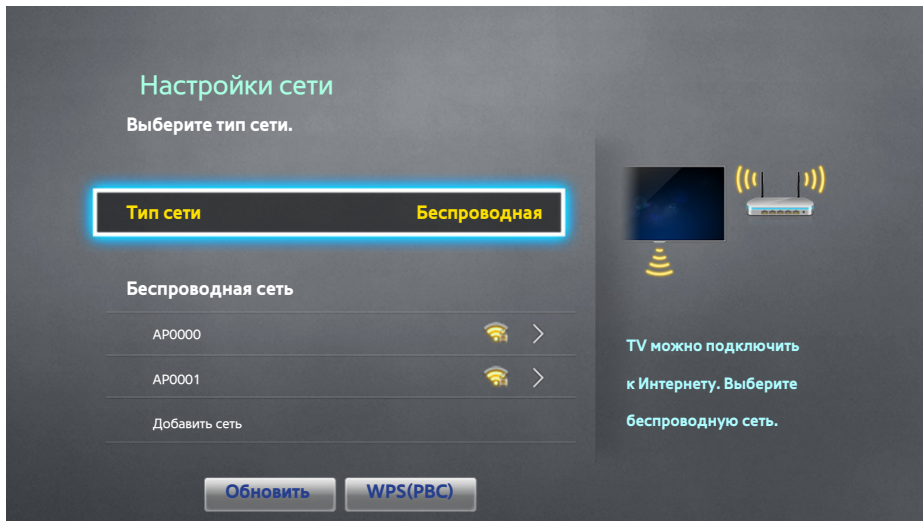 Настройки сети
Выберите тип сети.
Тип сети Беспроводная
Беспроводная сеть
AP0000
AP0001
Добавить сеть
Обновить WPS(PBC)
TV можно подключить
к Интернету. Выберите
беспроводную сеть.